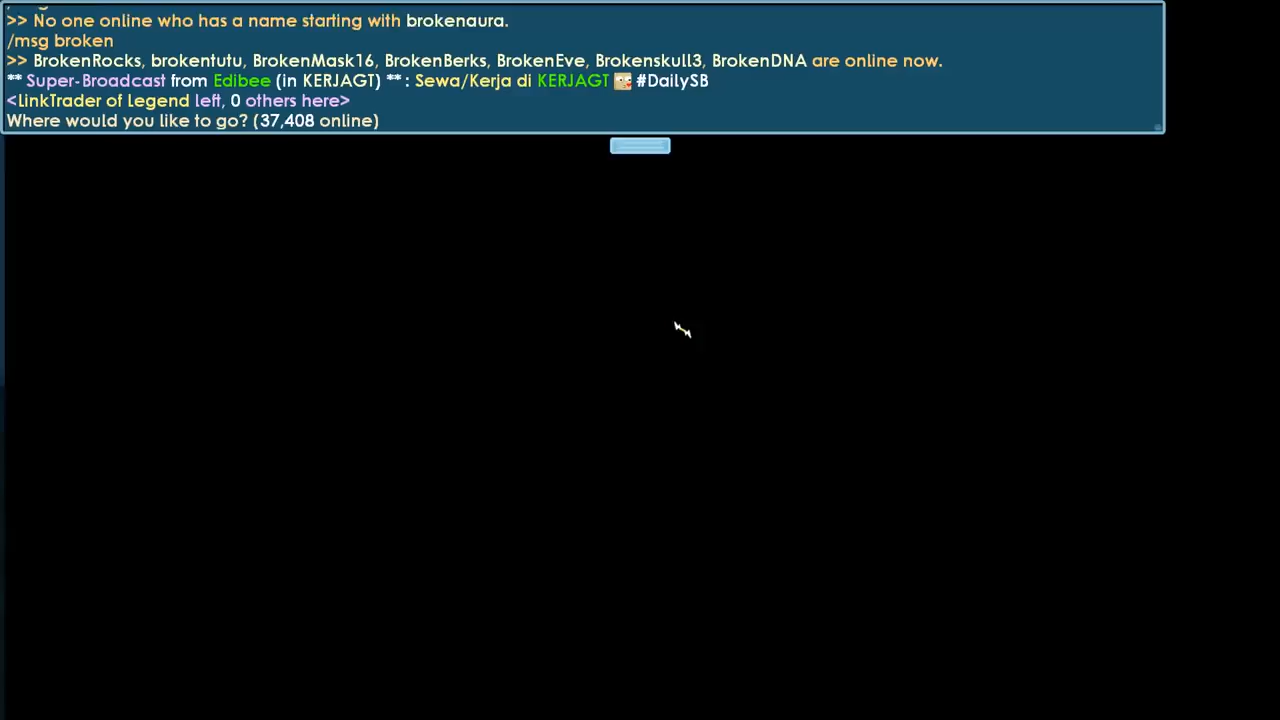 >> No one online who has a name starting with brokenaura.
/msg broken
>> BrokenRocks, brokentutu, BrokenMask16, BrokenBerks, BrokenEve, Brokenskull3, BrokenDNA are online now.
** Super-Broadcast from Edibee (in KERJAGT) ** : Sewa/Kerja di KERJAGT #DailySB
<LinkTrader of Legend left, 0 others here>
Where would you like to go? (37,408 online)